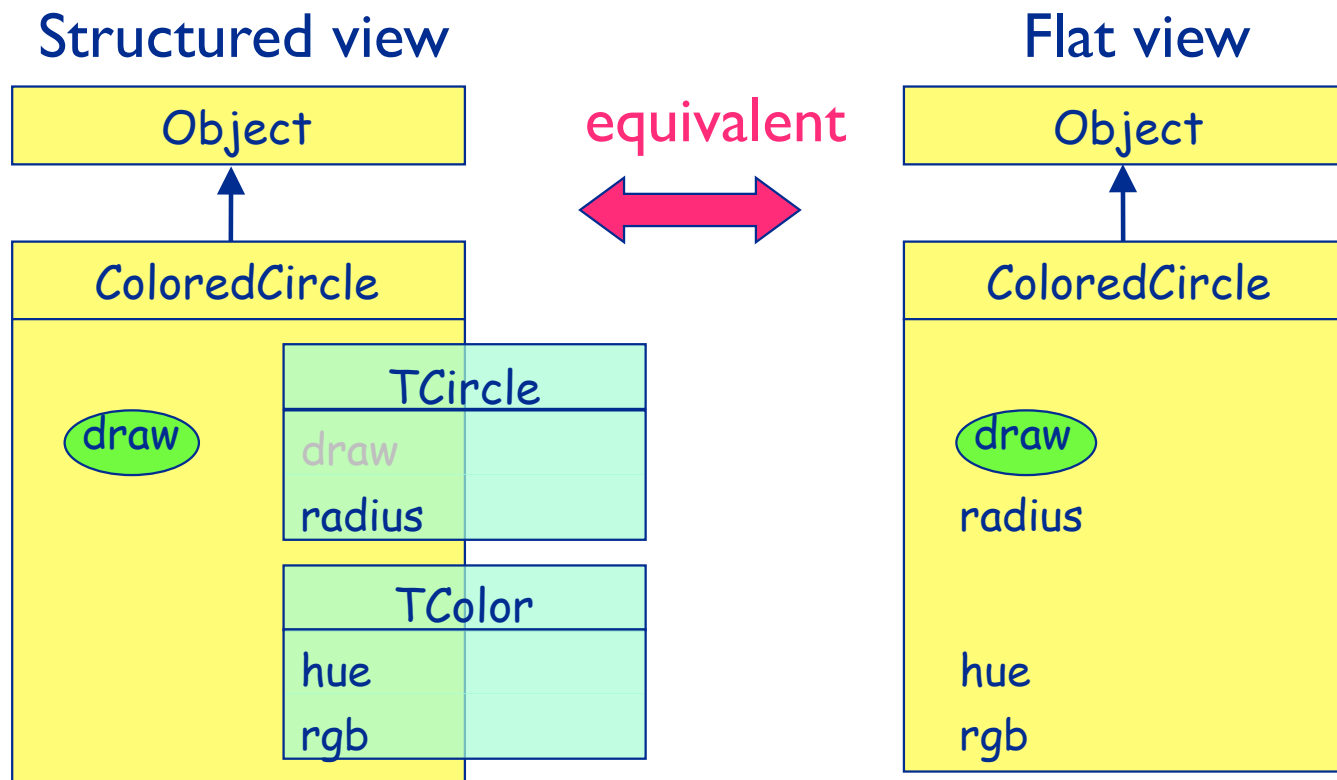 Structured view
Object
ColoredCircle
draw
TCircle
draw
radius
TColor
hue
rgb
equivalent
Flat view
Object
ColoredCircle
draw
radius
hue
rgb